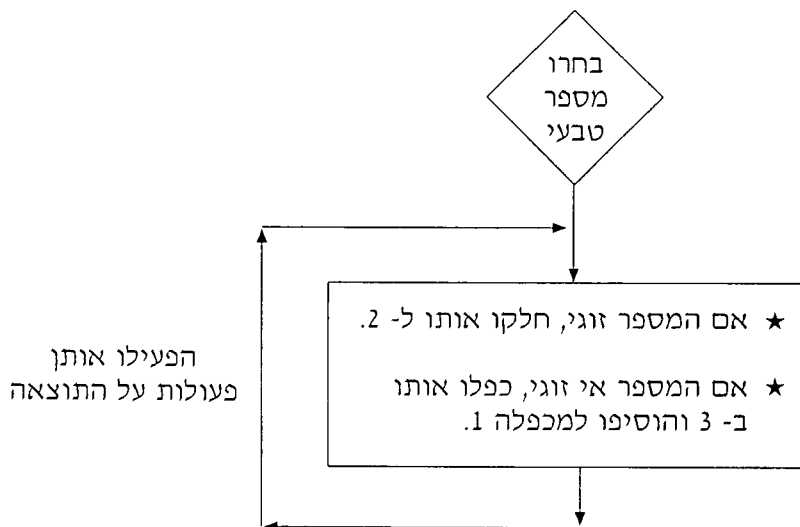 בחרו
מספר
טבעי
★ אם המספר זוגי, חלקו אותו ל- 2.
★ אם המספר אי זוגי, כפלו אותו
ב- 3 והוסיפו למכפלה 1.
הפעילו אותן
פעולות על התוצאה